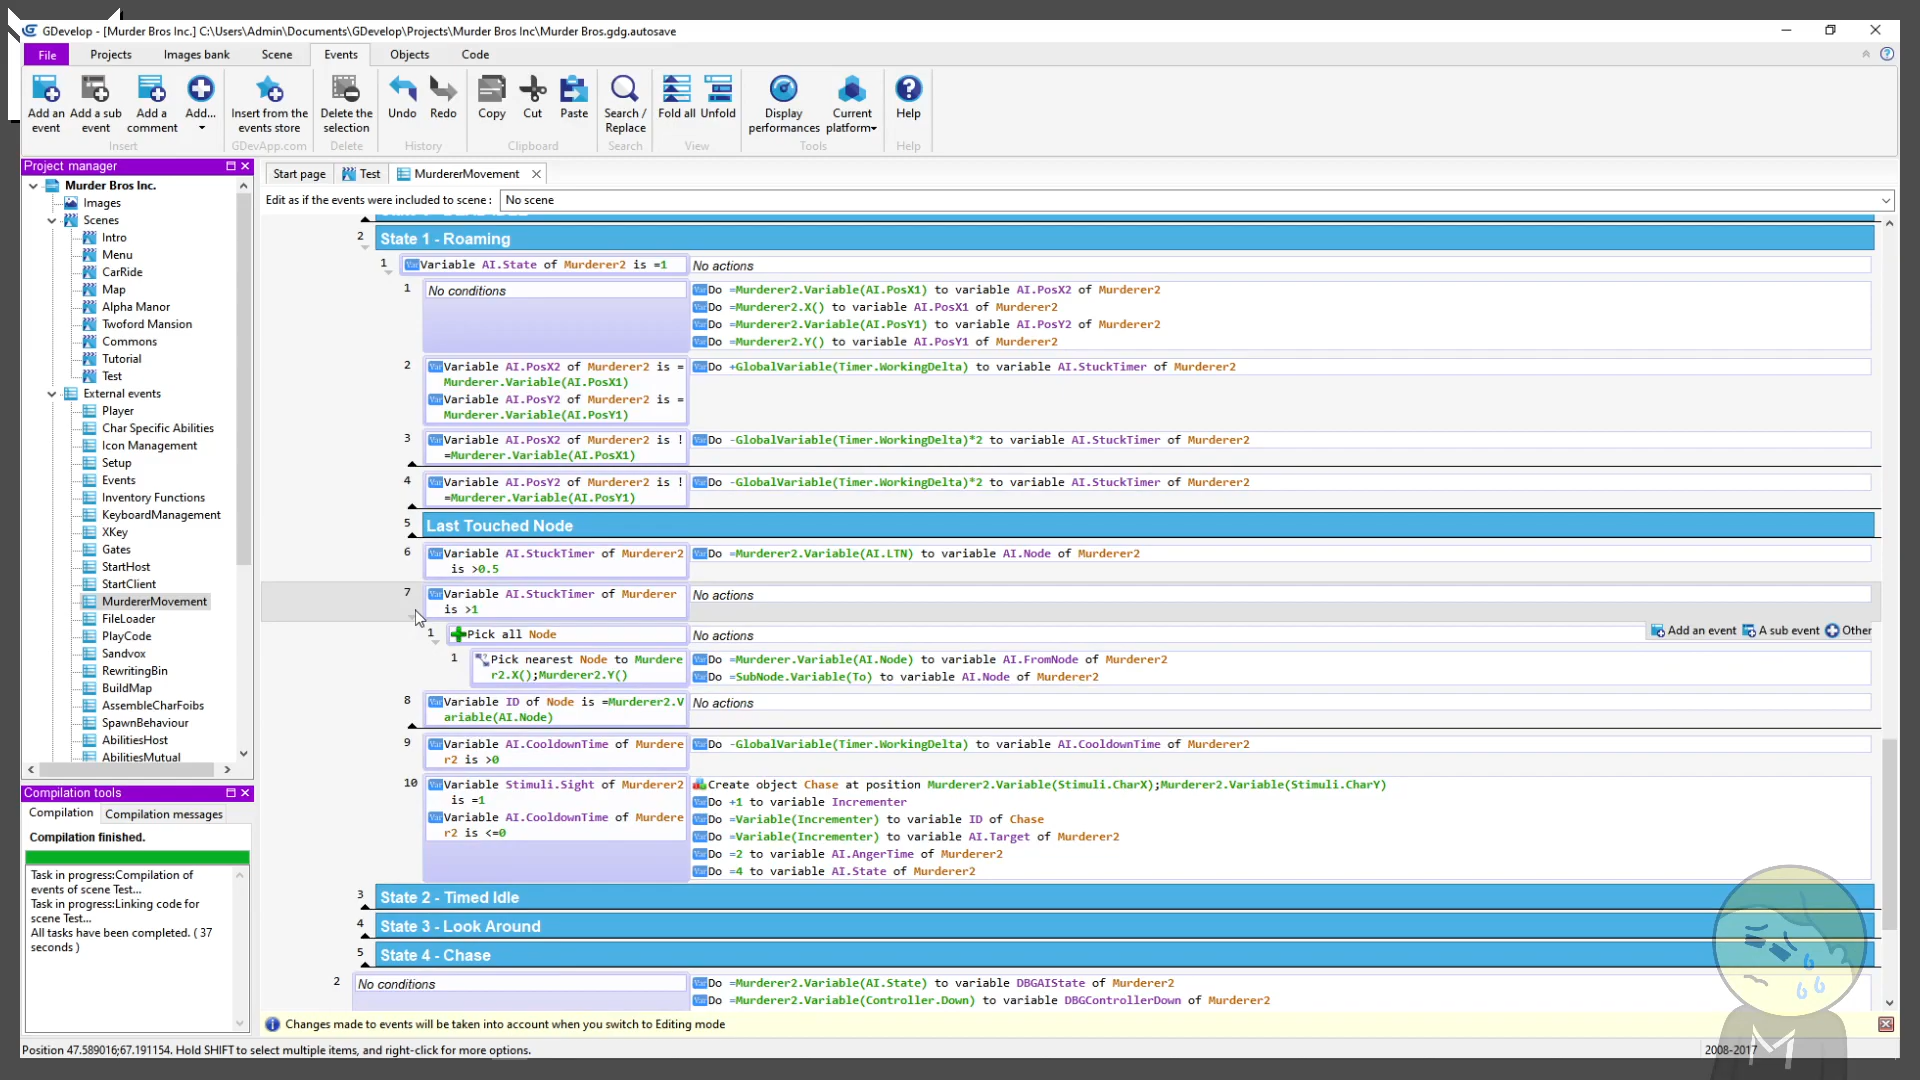 GDevelop - [Murder Bros Inc.] C:\Users\Admin\Documents\GDevelop\Projects\Murder Bros Inc\Murder Bros.gdg.autosave
File Projects Images bank Scene Events Objects Code
Add an event
Add a sub event
Add a comment
Add...
Insert from the events store
Delete the selection
Undo
Redo
Copy
Cut
Paste
Search / Replace
Fold all
Unfold
Display performances
Current platform
Help
Insert GDevApp.com Delete History Clipboard Search View Tools Help
Project manager
Murder Bros Inc.
Images
Scenes
Intro
Menu
CarRide
Map
Alpha Manor
Twoford Mansion
Commons
Tutorial
Test
External events
Player
Char Specific Abilities
Icon Management
Setup
Events
Inventory Functions
KeyboardManagement
XKey
Gates
StartHost
StartClient
MurdererMovement
FileLoader
PlayCode
Sandvox
RewritingBin
BuildMap
AssembleCharFoibs
SpawnBehaviour
AbilitiesHost
AbilitiesMutual
Compilation tools
Compilation Compilation messages
Compilation finished.
Task in progress:Compilation of
events of scene Test...
Task in progress:Linking code for
scene Test...
All tasks have been completed. ( 37
seconds )
Start page Test MurdererMovement
Edit as if the events were included to scene : No scene
2 State 1 - Roaming
1 Variable AI.State of Murderer2 is =1 No actions
1 No conditions Do =Murderer2.Variable(AI.PosX1) to variable AI.PosX2 of Murderer2
Do =Murderer2.X() to variable AI.PosX1 of Murderer2
Do =Murderer2.Variable(AI.PosY1) to variable AI.PosY2 of Murderer2
Do =Murderer2.Y() to variable AI.PosY1 of Murderer2
2 Variable AI.PosX2 of Murderer2 is = Do +GlobalVariable(Timer.WorkingDelta) to variable AI.StuckTimer of Murderer2
Murderer.Variable(AI.PosX1)
Variable AI.PosY2 of Murderer2 is =
Murderer.Variable(AI.PosY1)
3 Variable AI.PosX2 of Murderer2 is ! Do -GlobalVariable(Timer.WorkingDelta)*2 to variable AI.StuckTimer of Murderer2
=Murderer.Variable(AI.PosX1)
4 Variable AI.PosY2 of Murderer2 is ! Do -GlobalVariable(Timer.WorkingDelta)*2 to variable AI.StuckTimer of Murderer2
=Murderer.Variable(AI.PosY1)
5 Last Touched Node
6 Variable AI.StuckTimer of Murderer2 Do =Murderer2.Variable(AI.LTN) to variable AI.Node of Murderer2
is >0.5
7 Variable AI.StuckTimer of Murderer No actions
is >1
Add an event A sub event Other
1 Pick all Node No actions
1 Pick nearest Node to Murdere Do =Murderer.Variable(AI.Node) to variable AI.FromNode of Murderer2
r2.X();Murderer2.Y() Do =SubNode.Variable(To) to variable AI.Node of Murderer2
8 Variable ID of Node is =Murderer2.V No actions
ariable(AI.Node)
9 Variable AI.CooldownTime of Murdere Do -GlobalVariable(Timer.WorkingDelta) to variable AI.CooldownTime of Murderer2
r2 is >0
10 Variable Stimuli.Sight of Murderer2 Create object Chase at position Murderer2.Variable(Stimuli.CharX);Murderer2.Variable(Stimuli.CharY)
is =1 Do +1 to variable Incrementer
Variable AI.CooldownTime of Murdere Do =Variable(Incrementer) to variable ID of Chase
r2 is <=0 Do =Variable(Incrementer) to variable AI.Target of Murderer2
Do =2 to variable AI.AngerTime of Murderer2
Do =4 to variable AI.State of Murderer2
3 State 2 - Timed Idle
4 State 3 - Look Around
5 State 4 - Chase
2 No conditions Do =Murderer2.Variable(AI.State) to variable DBGAIState of Murderer2
Do =Murderer2.Variable(Controller.Down) to variable DBGControllerDown of Murderer2
Changes made to events will be taken into account when you switch to Editing mode
Position 47.589016;67.191154. Hold SHIFT to select multiple items, and right-click for more options.
2008-2017